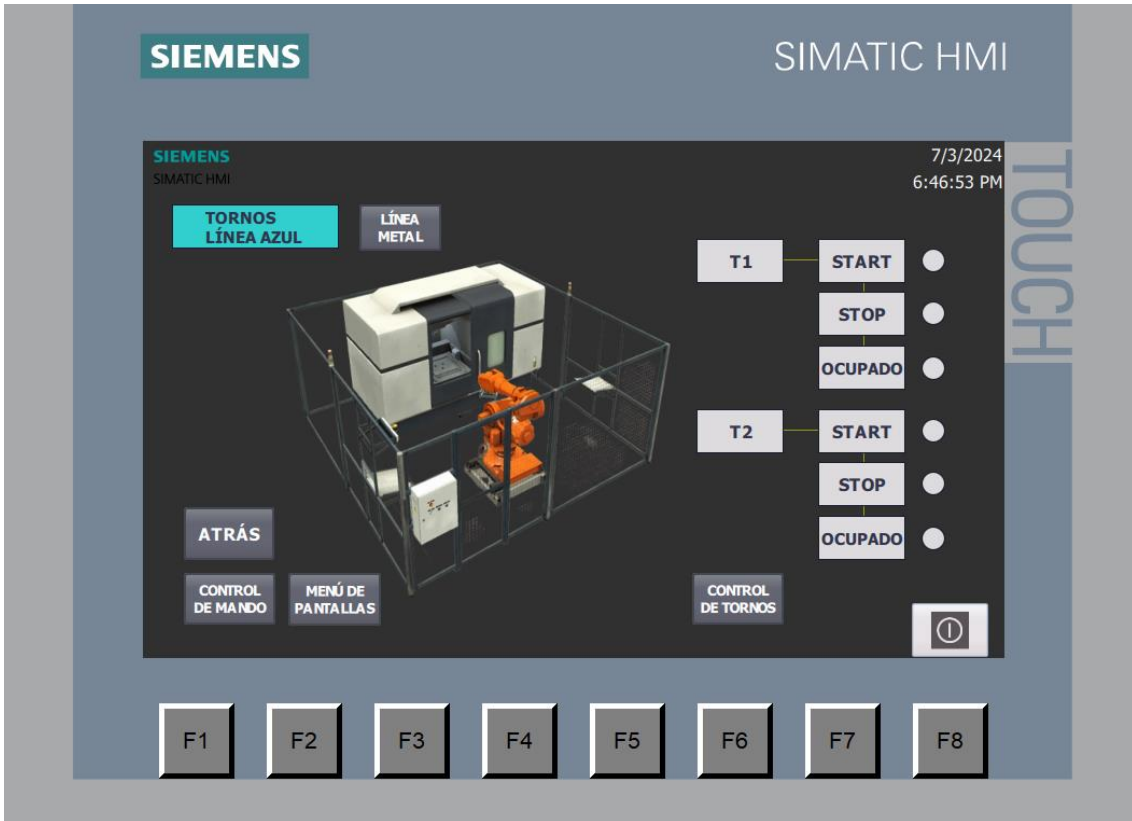 SIEMENS
SIMATIC HMI
TOUCH
SIEMENS
SIMATIC HMI
7/3/2024
6:46:53 PM
TORNOS
LÍNEA AZUL
LÍNEA
METAL
T1
START
STOP
OCUPADO
T2
START
STOP
OCUPADO
ATRÁS
CONTROL
DE MANDO
MENÚ DE
PANTALLAS
CONTROL
DE TORNOS
F1
F2
F3
F4
F5
F6
F7
F8